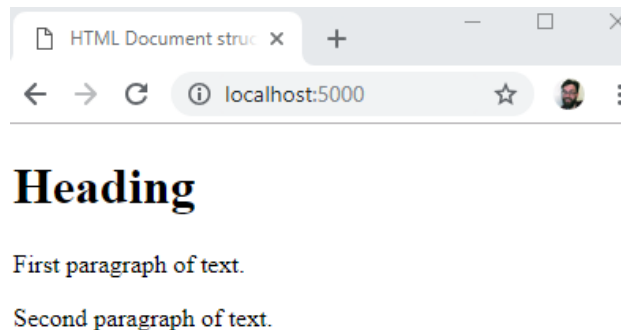 HTML Document struc
localhost:5000
Heading
First paragraph of text.
Second paragraph of text.